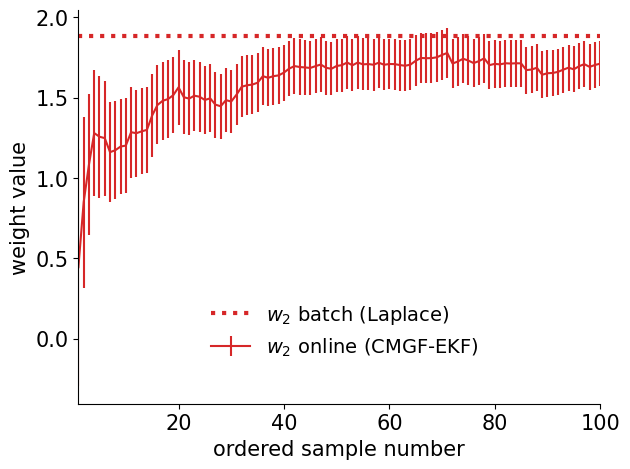 2.0
1.5
1.0
0.5
0.0
weight value
w₂ batch (Laplace)
w₂ online (CMGF-EKF)
20 40 60 80 100
ordered sample number